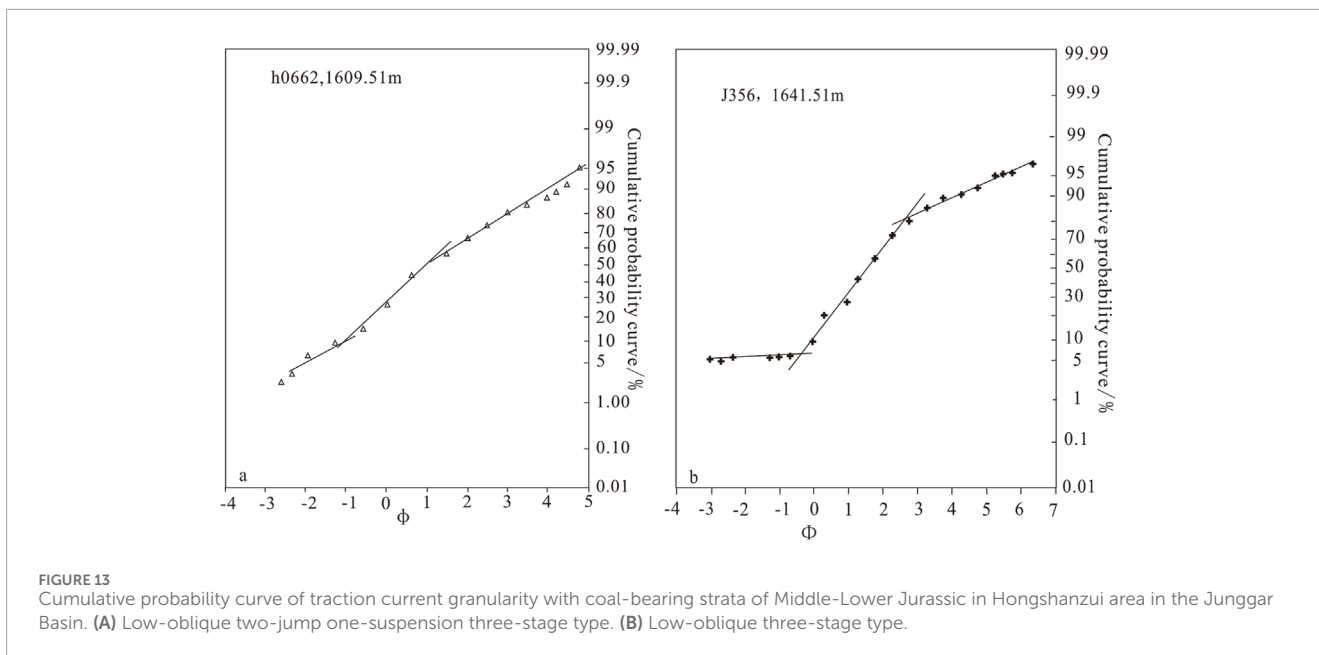 h0662,1609.51m
99.99
99.9
99
95
90
80
70
60
50
40
30
20
10
5
1.00
0.10
0.01
Cumulative probability curve/%
a
-4 -3 -2 -1 0 1 2 3 4 5
Φ
J356, 1641.51m
99.99
99.9
99
95
90
70
50
30
10
5
1
0.1
0.01
Cumulative probability curve/%
b
-4 -3 -2 -1 0 1 2 3 4 5 6 7
Φ
FIGURE 13
Cumulative probability curve of traction current granularity with coal-bearing strata of Middle-Lower Jurassic in Hongshanzui area in the Junggar
Basin. (A) Low-oblique two-jump one-suspension three-stage type. (B) Low-oblique three-stage type.